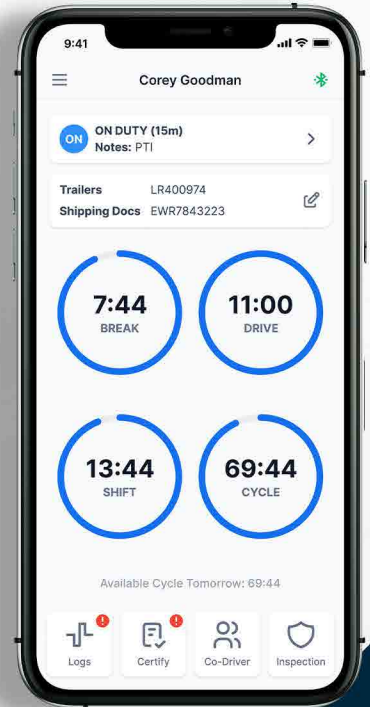 9:41
Corey Goodman
ON
ON DUTY (15m)
Notes: PTI
Trailers LR400974
Shipping Docs EWR7843223
7:44
BREAK
11:00
DRIVE
13:44
SHIFT
69:44
CYCLE
Available Cycle Tomorrow: 69:44
Logs
Certify
Co-Driver
Inspection